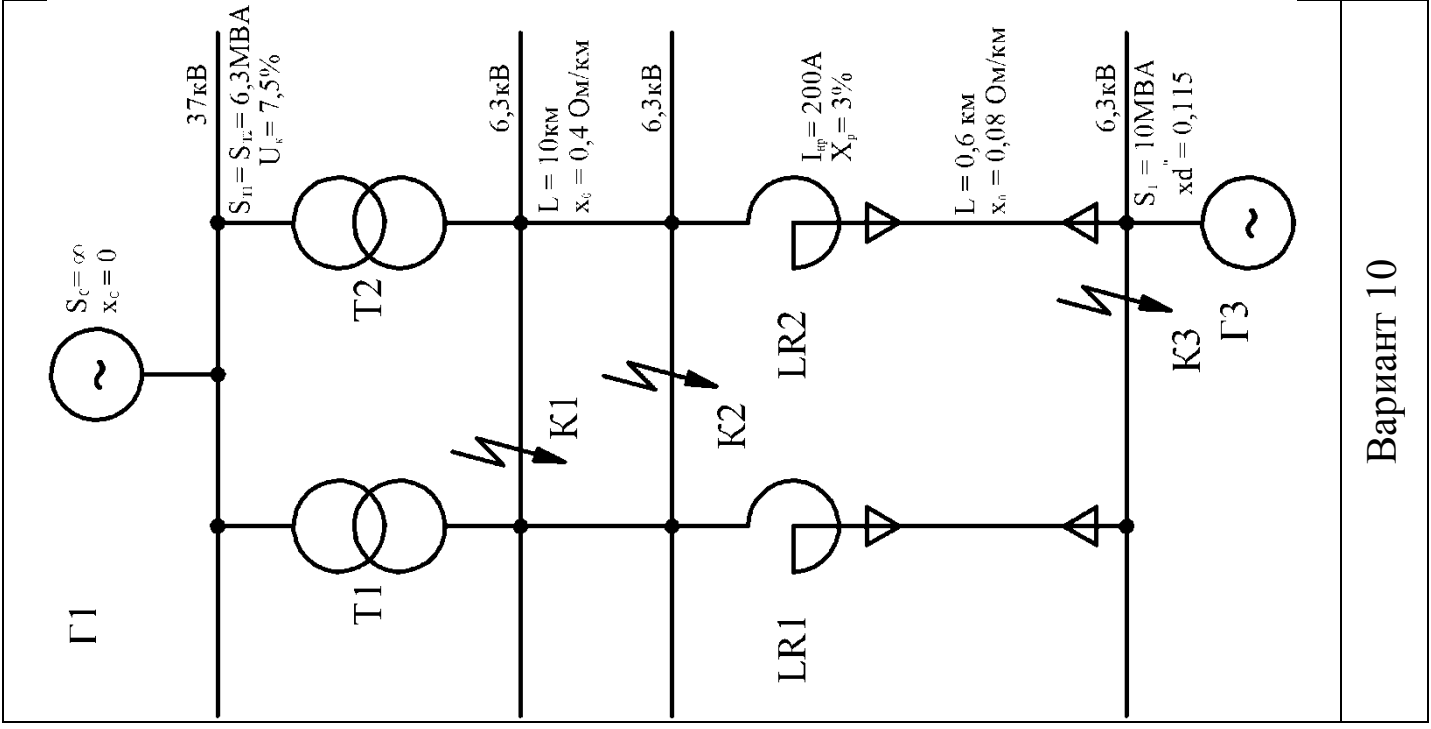 Г1
~
Sс = ∞
xс = 0
37кВ
Sт1 = Sт2 = 6,3МВА
Uк = 7,5%
Т1
Т2
6,3кВ
L = 10км
x₀ = 0,4 Ом/км
К1
6,3кВ
К2
Iнр = 200А
Xр = 3%
LR1
LR2
L = 0,6 км
x₀ = 0,08 Ом/км
6,3кВ
S₁ = 10МВА
xd" = 0,115
К3
Г3
~
Вариант 10